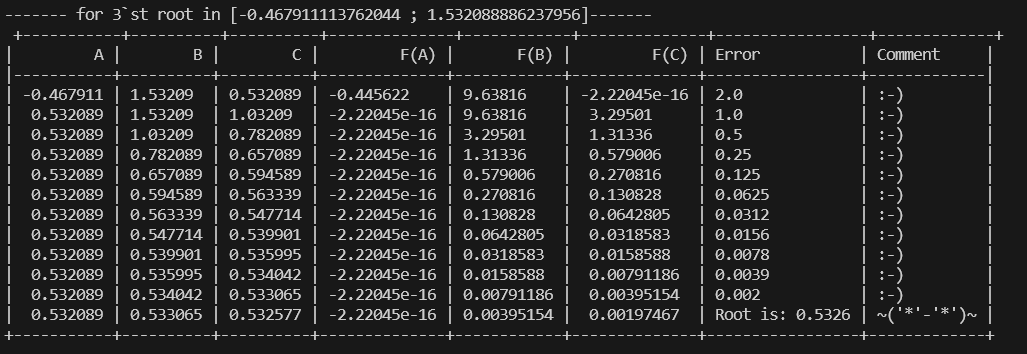 ------- for 3`st root in [-0.467911113762044 ; 1.532088886237956]-------
+-----------+----------+----------+--------------+-----------+--------------+----------------+------------+
|         A |        B |        C |         F(A) |       F(B) |         F(C) | Error          | Comment     |
|-----------+----------+----------+--------------+------------+--------------+----------------+-------------|
| -0.467911 | 1.53209  | 0.532089 | -0.445622    | 9.63816    | -2.22045e-16 | 2.0            | :-)         |
|  0.532089 | 1.53209  | 1.03209  | -2.22045e-16 | 9.63816    | 3.29501      | 1.0            | :-)         |
|  0.532089 | 1.03209  | 0.782089 | -2.22045e-16 | 3.29501    | 1.31336      | 0.5            | :-)         |
|  0.532089 | 0.782089 | 0.657089 | -2.22045e-16 | 1.31336    | 0.579006     | 0.25           | :-)         |
|  0.532089 | 0.657089 | 0.594589 | -2.22045e-16 | 0.579006   | 0.270816     | 0.125          | :-)         |
|  0.532089 | 0.594589 | 0.563339 | -2.22045e-16 | 0.270816   | 0.130828     | 0.0625         | :-)         |
|  0.532089 | 0.563339 | 0.547714 | -2.22045e-16 | 0.130828   | 0.0642805    | 0.0312         | :-)         |
|  0.532089 | 0.547714 | 0.539901 | -2.22045e-16 | 0.0642805  | 0.0318583    | 0.0156         | :-)         |
|  0.532089 | 0.539901 | 0.535995 | -2.22045e-16 | 0.0318583  | 0.0158588    | 0.0078         | :-)         |
|  0.532089 | 0.535995 | 0.534042 | -2.22045e-16 | 0.0158588  | 0.00791186   | 0.0039         | :-)         |
|  0.532089 | 0.534042 | 0.533065 | -2.22045e-16 | 0.00791186 | 0.00395154   | 0.002          | :-)         |
|  0.532089 | 0.533065 | 0.532577 | -2.22045e-16 | 0.00395154 | 0.00197467   | Root is: 0.5326 | ~('*'-'*')~ |
+-----------+----------+----------+--------------+------------+--------------+----------------+-------------+